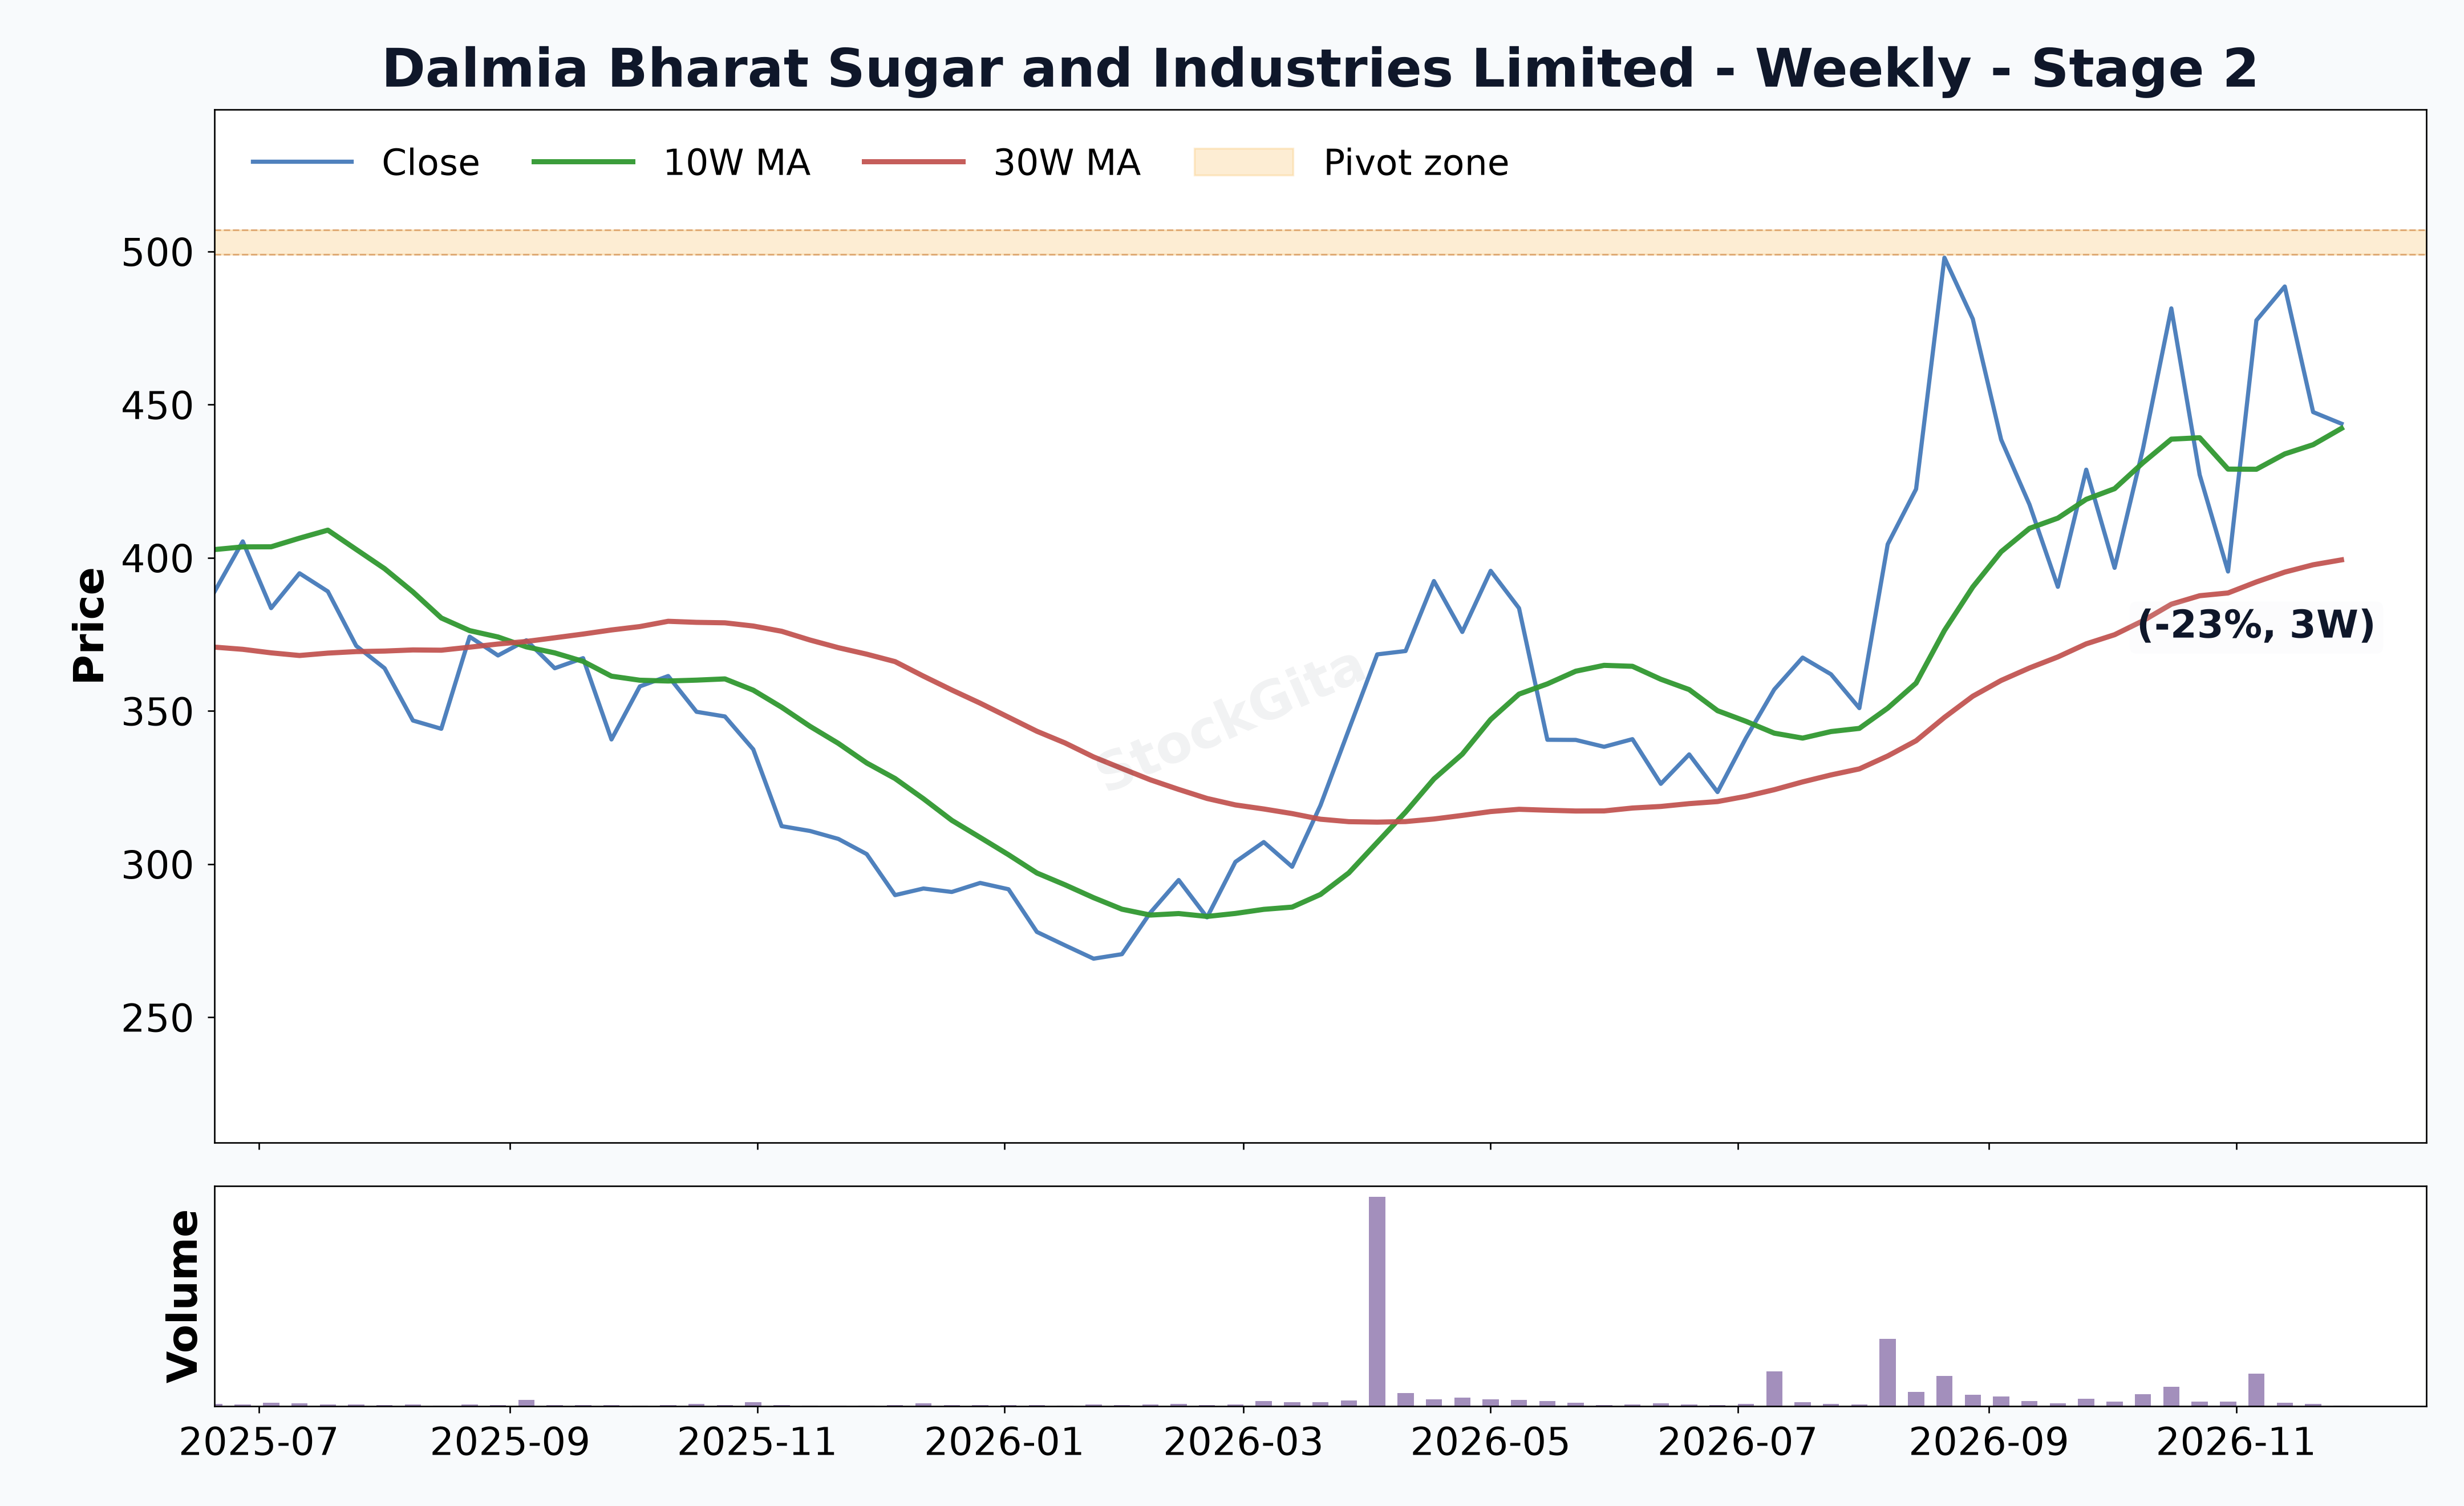 Dalmia Bharat Sugar and Industries Limited - Weekly - Stage 2
Close
10W MA
30W MA
Pivot zone
500
450
400
350
300
250
Price
(-23%, 3W)
StockGita
Volume
2025-07
2025-09
2025-11
2026-01
2026-03
2026-05
2026-07
2026-09
2026-11